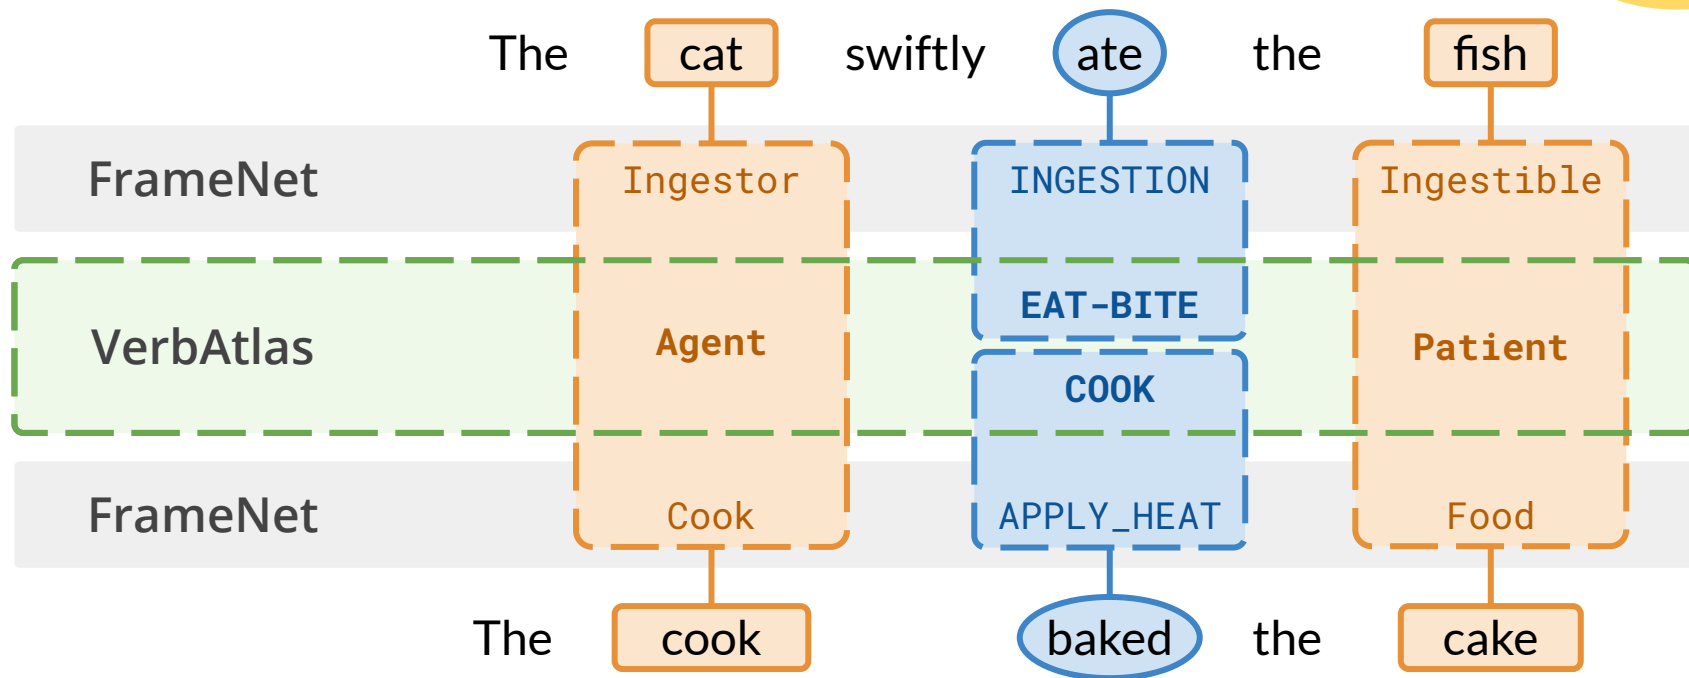 The cat swiftly ate the fish
FrameNet Ingestor INGESTION Ingestible
EAT-BITE
VerbAtlas Agent Patient
COOK
FrameNet Cook APPLY_HEAT Food
The cook baked the cake